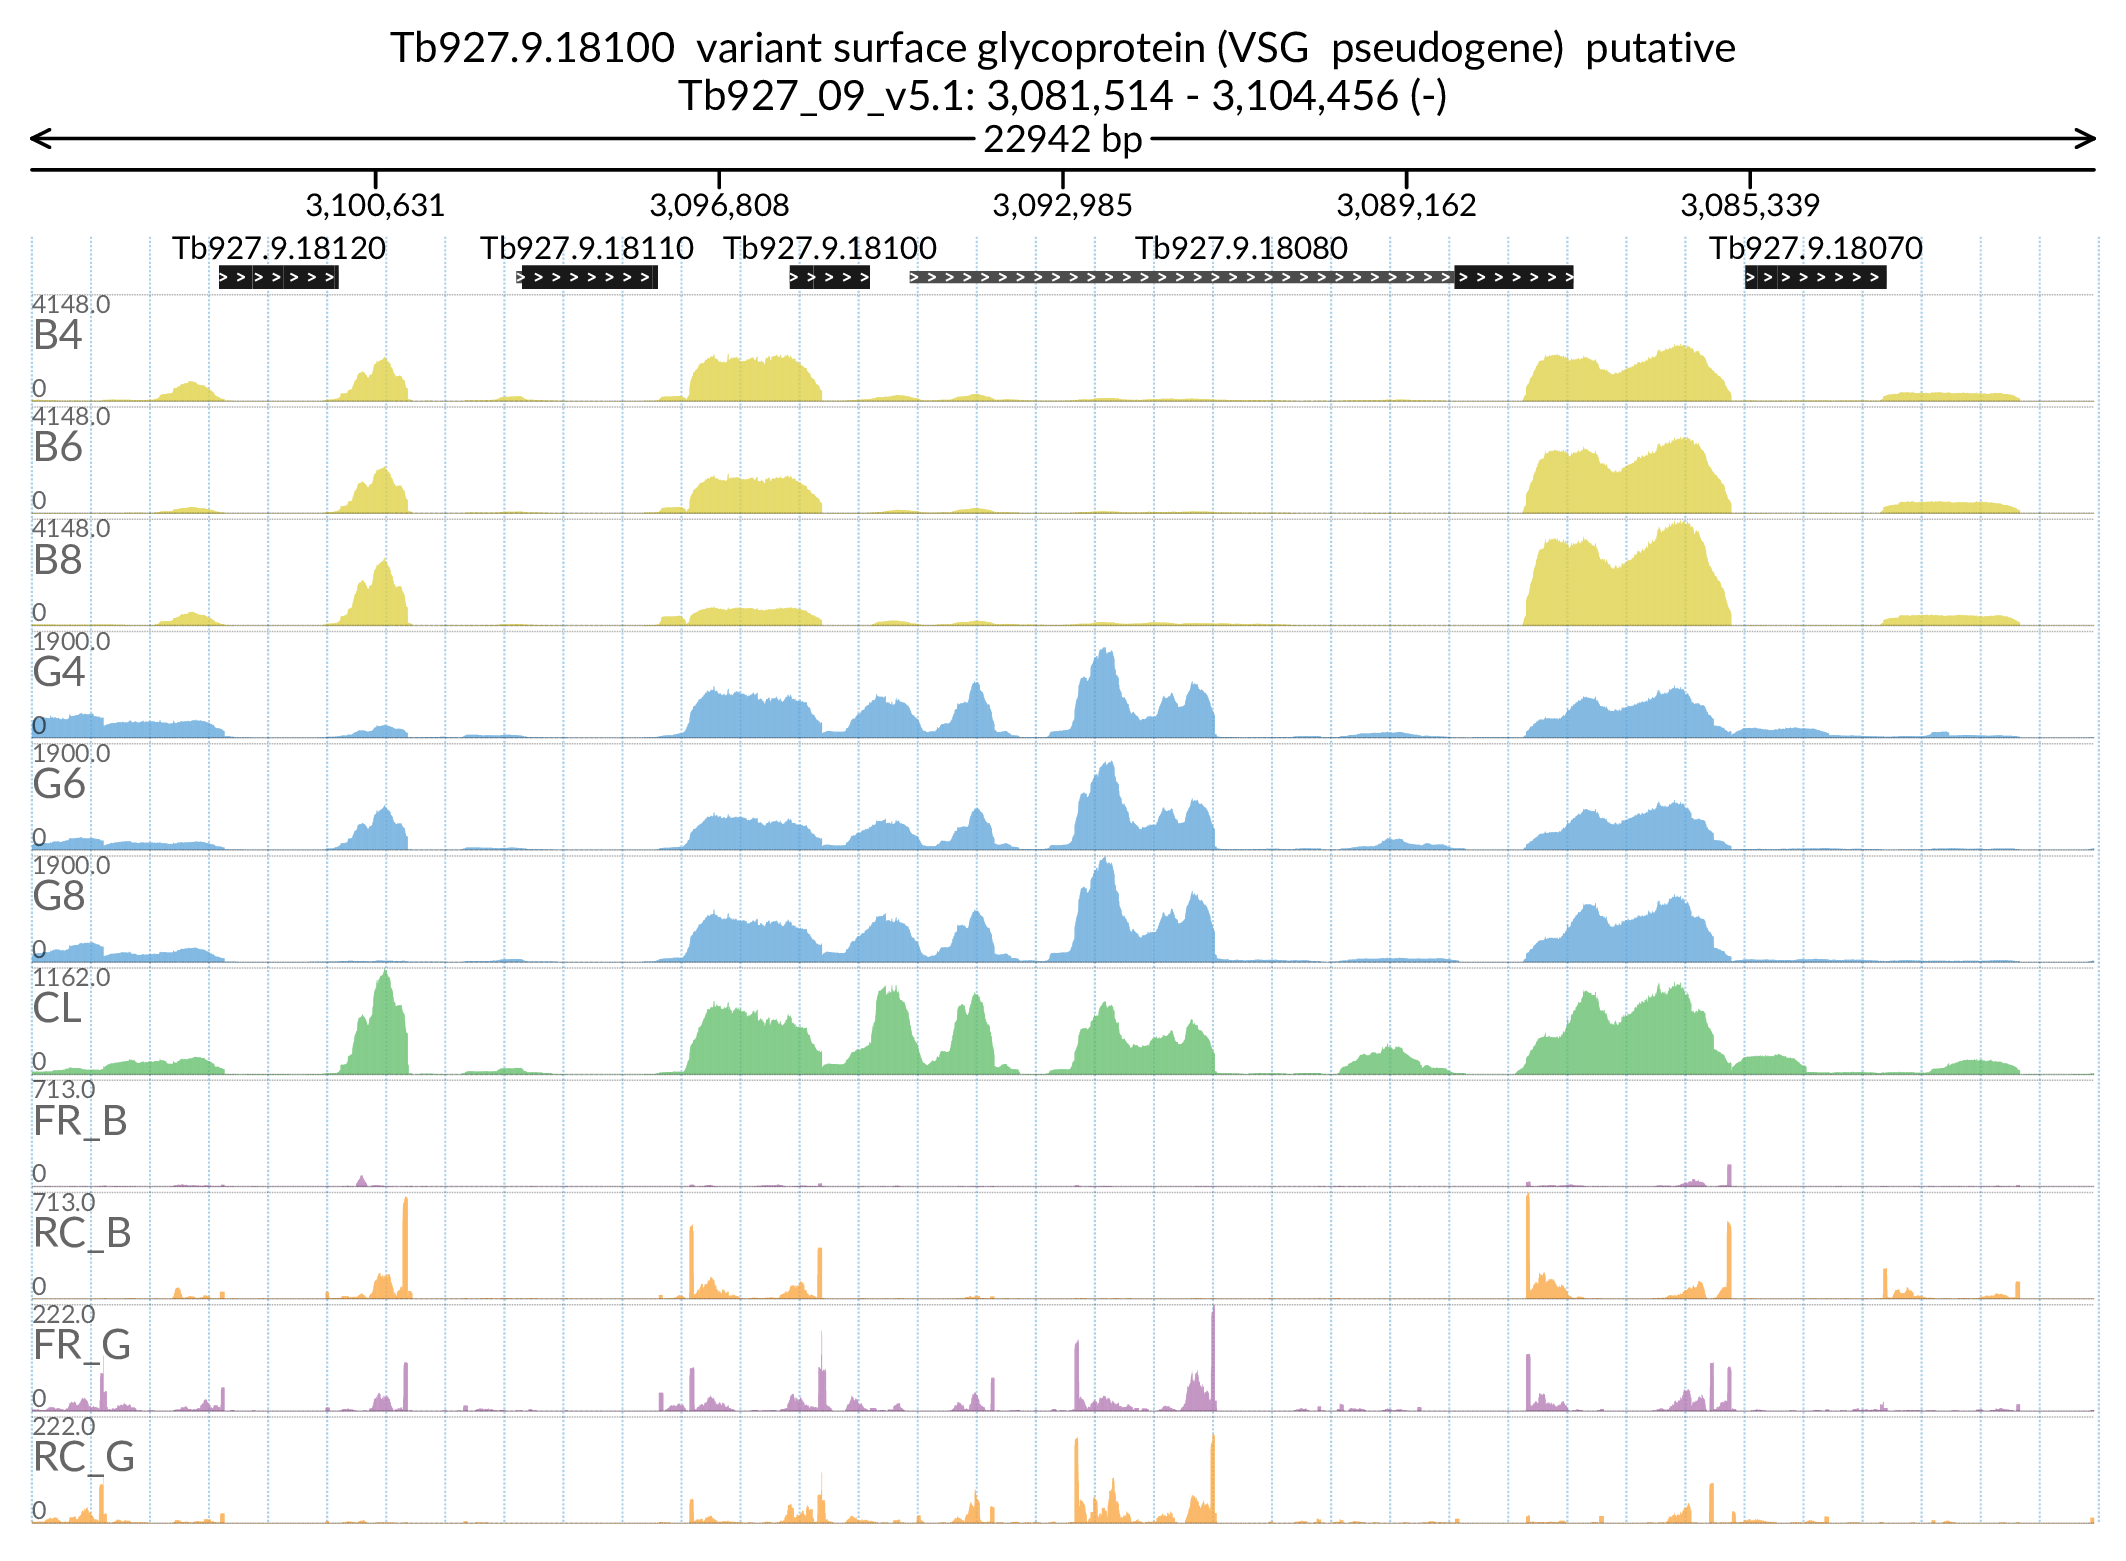 Tb927.9.18100  variant surface glycoprotein (VSG  pseudogene)  putative
Tb927_09_v5.1: 3,081,514 - 3,104,456 (-)
22942 bp
3,100,631 3,096,808 3,092,985 3,089,162 3,085,339
Tb927.9.18120 Tb927.9.18110 Tb927.9.18100 Tb927.9.18080 Tb927.9.18070
4148.0
B4
0
4148.0
B6
0
4148.0
B8
0
1900.0
G4
0
1900.0
G6
0
1900.0
G8
0
1162.0
CL
0
713.0
FR_B
0
713.0
RC_B
0
222.0
FR_G
0
222.0
RC_G
0